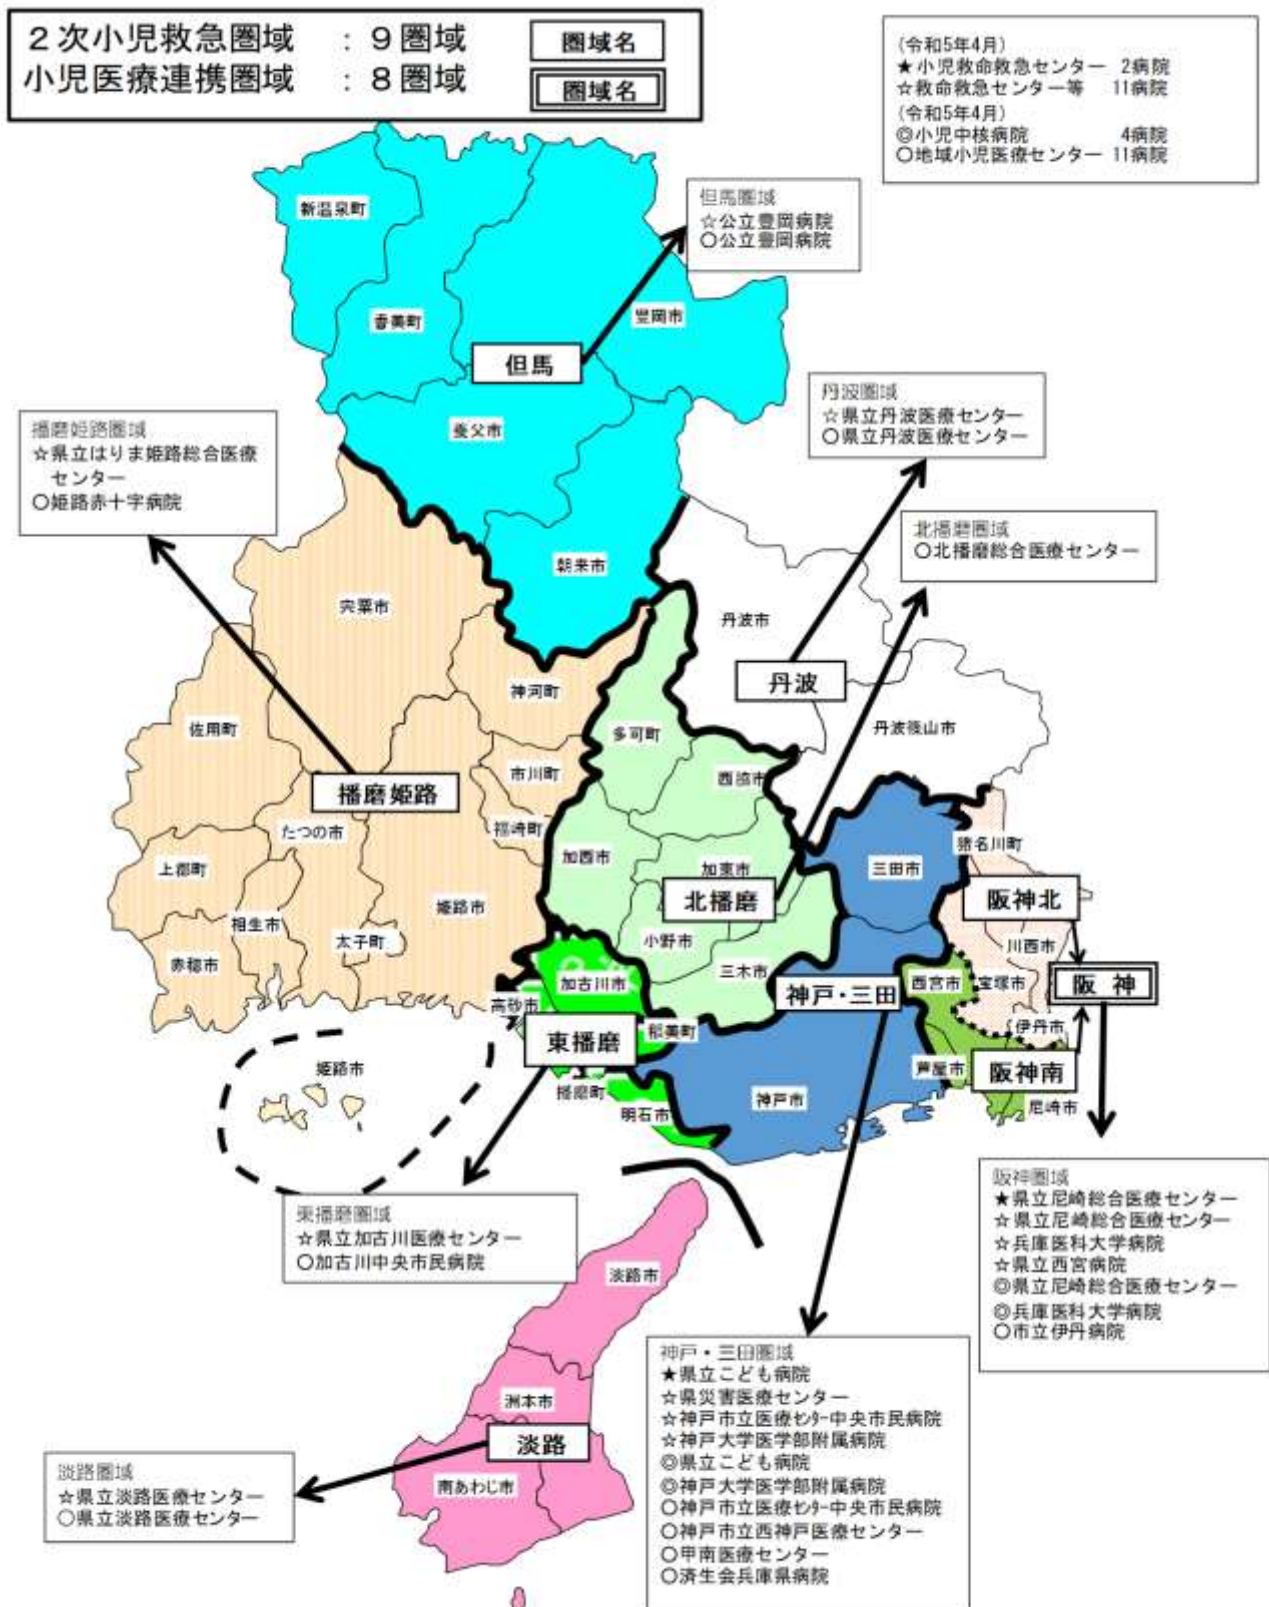 ２次小児救急圏域　：９圏域　圏域名
小児医療連携圏域　：８圏域　圏域名
(令和5年4月)
★小児救命救急センター 2病院
☆救命救急センター等 11病院
(令和5年4月)
◎小児中核病院 4病院
○地域小児医療センター 11病院
但馬圏域
☆公立豊岡病院
○公立豊岡病院
新温泉町
香美町
豊岡市
但馬
養父市
朝来市
丹波圏域
☆県立丹波医療センター
○県立丹波医療センター
播磨姫路圏域
☆県立はりま姫路総合医療
センター
○姫路赤十字病院
北播磨圏域
○北播磨総合医療センター
宍粟市
丹波市
丹波
神河町
佐用町
多可町
丹波篠山市
市川町
西脇市
播磨姫路
たつの市
福崎町
猪名川町
加西市
加東市
三田市
上郡町
北播磨
阪神北
姫路市
相生市
太子町
小野市
川西市
赤穂市
三木市
加古川市
神戸・三田
西宮市
宝塚市
阪神
高砂市
伊丹市
東播磨
稲美町
姫路市
芦屋市
阪神南
播磨町
明石市
神戸市
尼崎市
阪神圏域
★県立尼崎総合医療センター
☆県立尼崎総合医療センター
☆兵庫医科大学病院
☆県立西宮病院
◎県立尼崎総合医療センター
◎兵庫医科大学病院
○市立伊丹病院
東播磨圏域
☆県立加古川医療センター
○加古川中央市民病院
淡路市
神戸・三田圏域
★県立こども病院
☆県災害医療センター
☆神戸市立医療ｾﾝﾀｰ中央市民病院
☆神戸大学医学部附属病院
◎県立こども病院
◎神戸大学医学部附属病院
○神戸市立医療ｾﾝﾀｰ中央市民病院
○神戸市立西神戸医療センター
○甲南医療センター
○済生会兵庫県病院
洲本市
淡路
南あわじ市
淡路圏域
☆県立淡路医療センター
○県立淡路医療センター